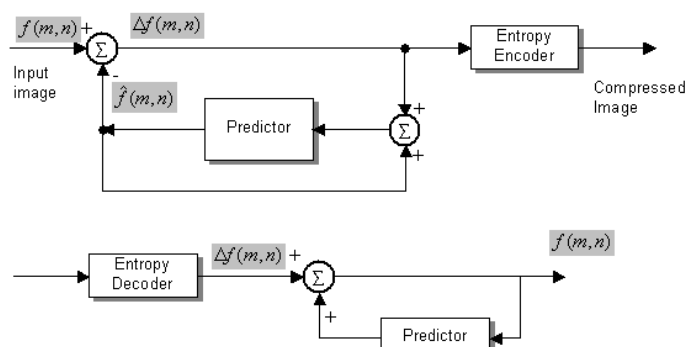 f(m,n) +
Σ
Δf(m,n)
Entropy
Encoder
Input
image
-
f̂(m,n)
Compressed
Image
Predictor
+
Σ
+
Entropy
Decoder
Δf(m,n) +
Σ
f(m,n)
+
Predictor